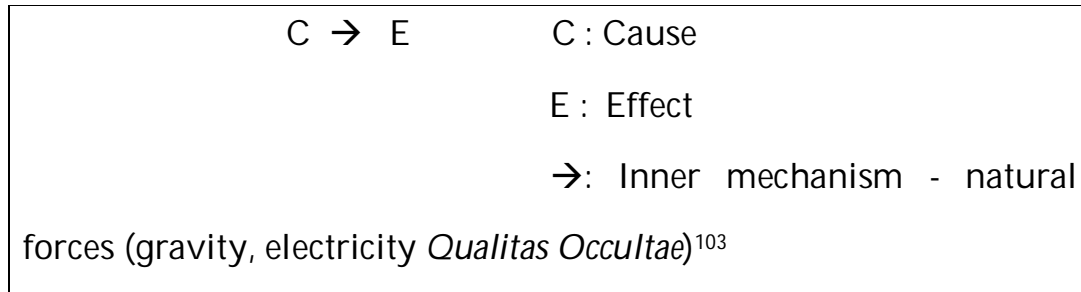 C → E C : Cause
E : Effect
→: Inner mechanism - natural
forces (gravity, electricity Qualitas Occultae)103